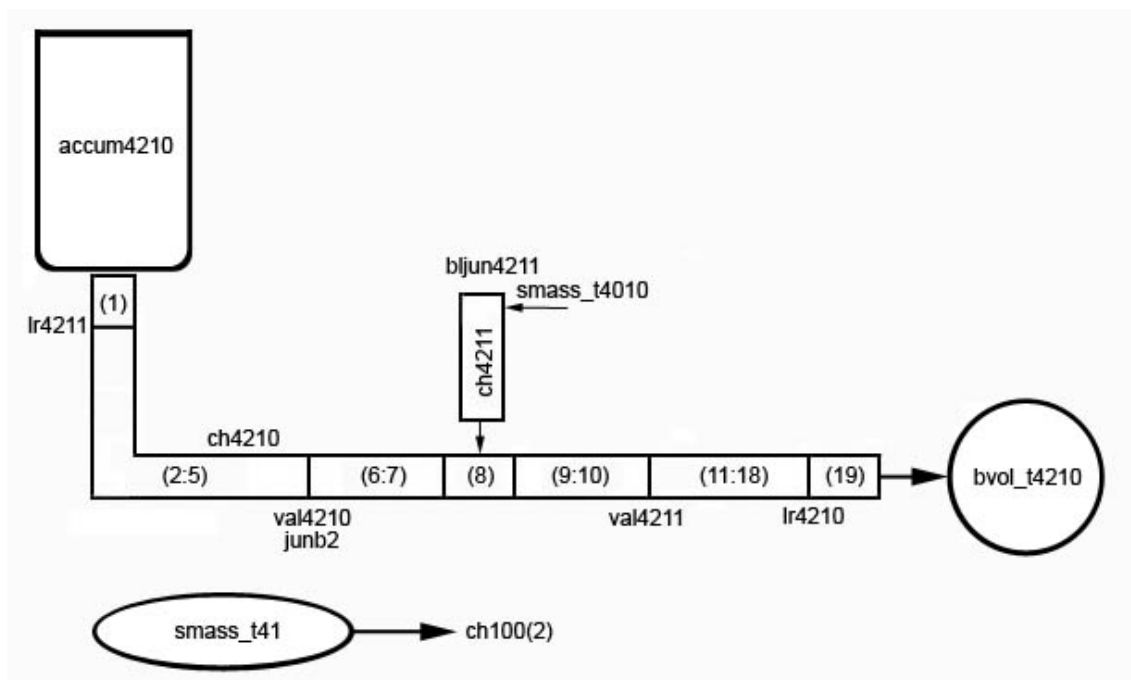 accum4210
(1)
lr4211
bljun4211
smass_t4010
ch4211
ch4210
(2:5)
(6:7)
(8)
(9:10)
(11:18)
(19)
bvol_t4210
val4210
junb2
val4211
lr4210
smass_t41
ch100(2)